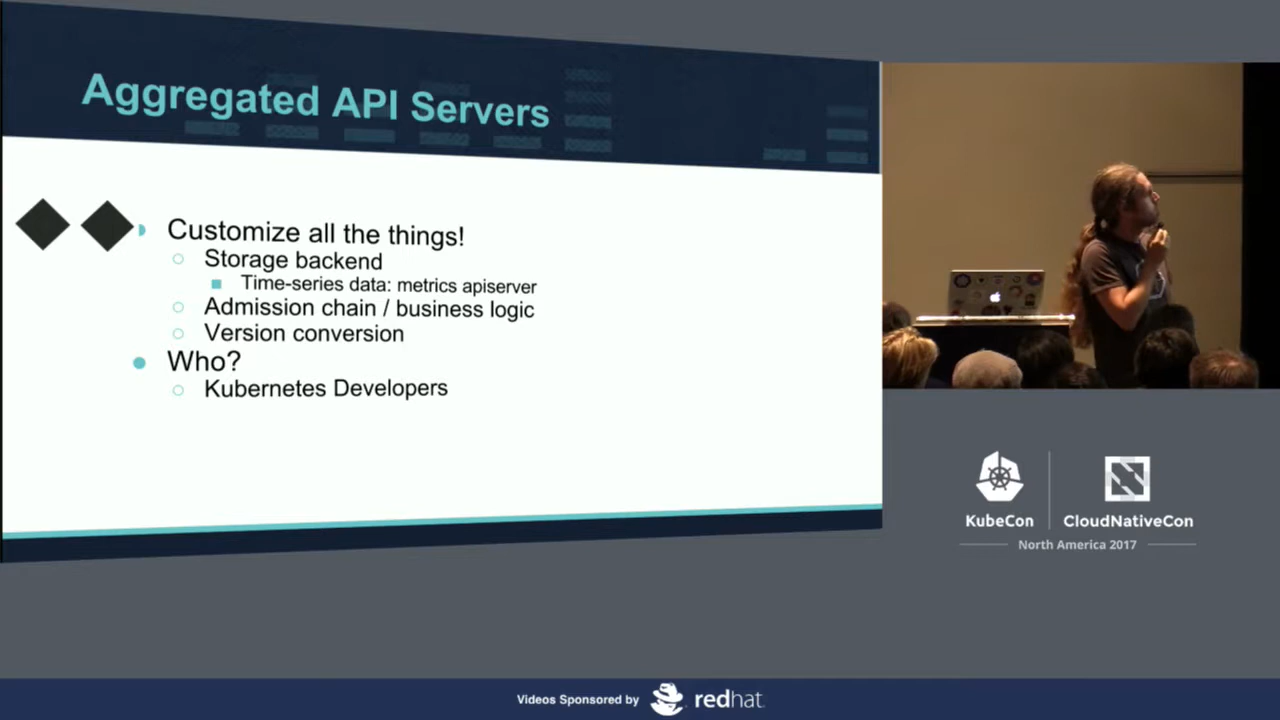 Aggregated API Servers
Customize all the things!
Storage backend
Time-series data: metrics apiserver
Admission chain / business logic
Version conversion
Who?
Kubernetes Developers
KubeCon
CloudNativeCon
North America 2017
Videos Sponsored by
redhat.